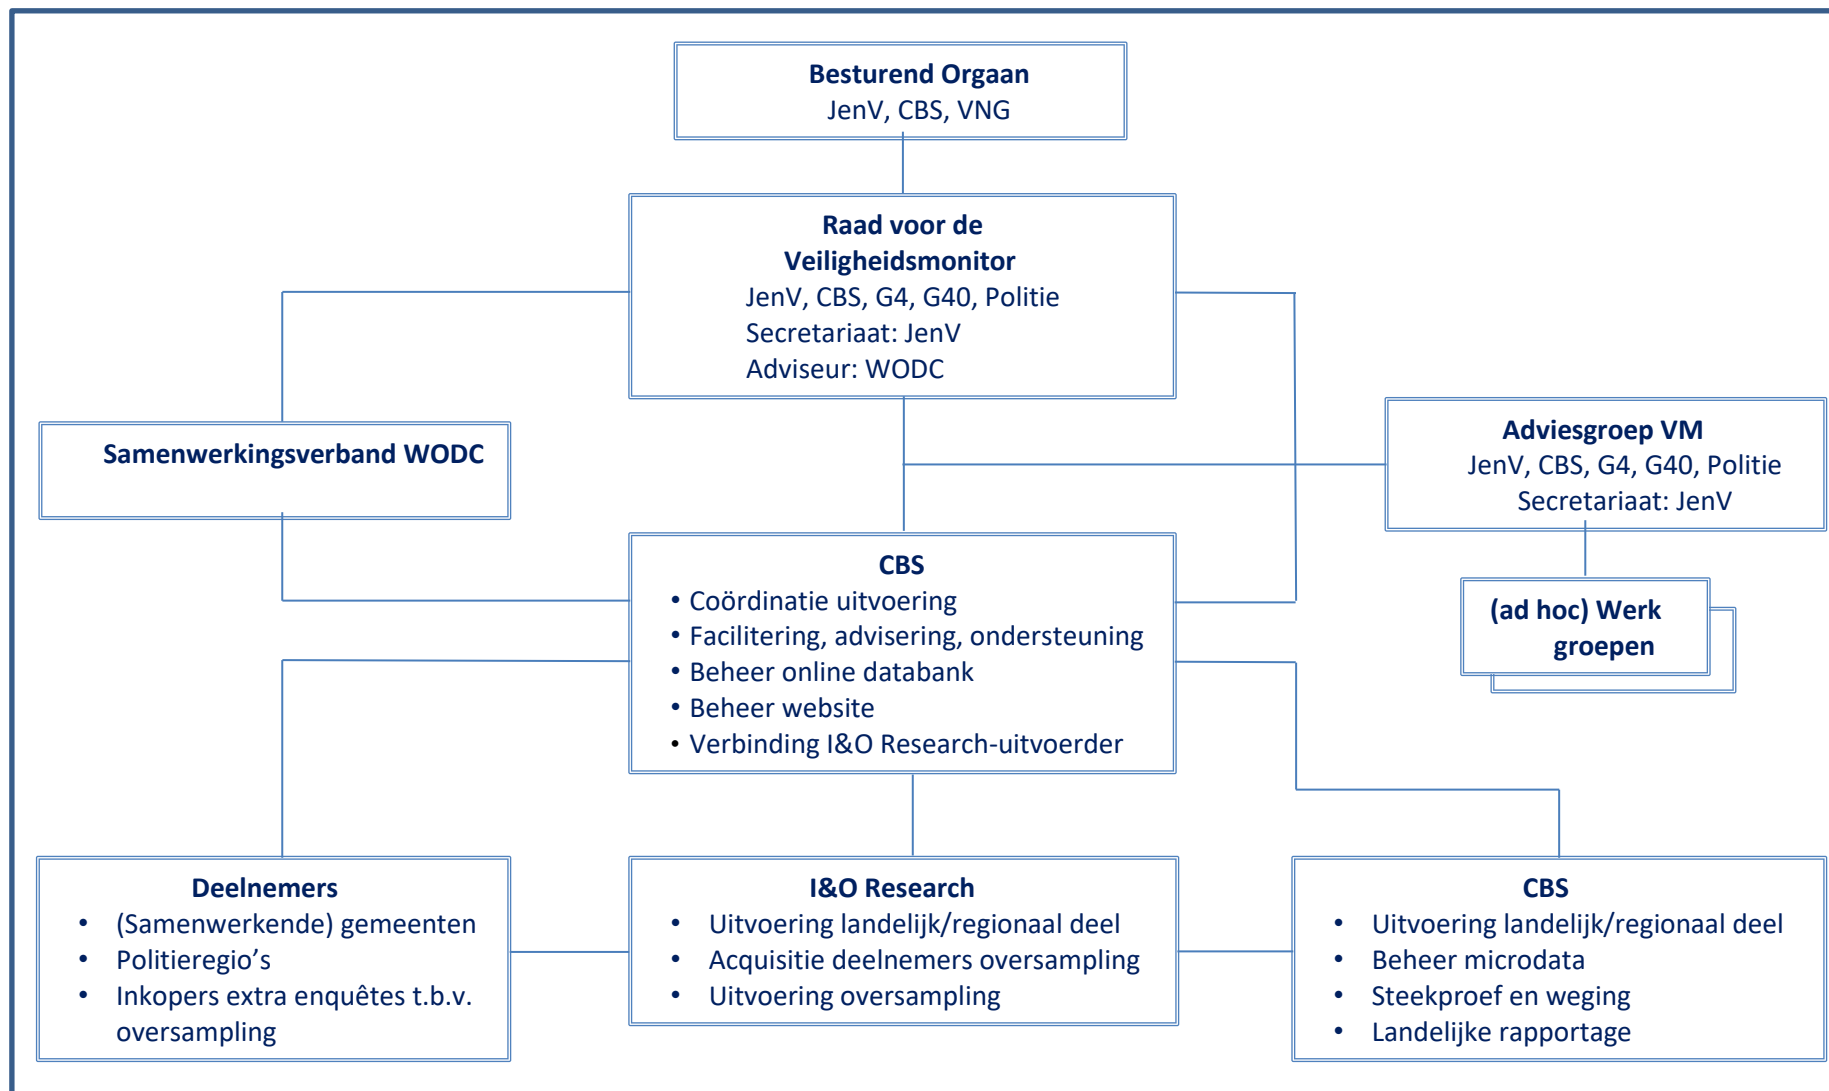 Besturend Orgaan
JenV, CBS, VNG
Raad voor de
Veiligheidsmonitor
JenV, CBS, G4, G40, Politie
Secretariaat: JenV
Adviseur: WODC
Samenwerkingsverband WODC
Adviesgroep VM
JenV, CBS, G4, G40, Politie
Secretariaat: JenV
(ad hoc) Werk
groepen
CBS
• Coördinatie uitvoering
• Facilitering, advisering, ondersteuning
• Beheer online databank
• Beheer website
• Verbinding I&O Research-uitvoerder
Deelnemers
• (Samenwerkende) gemeenten
• Politieregio’s
• Inkopers extra enquêtes t.b.v.
oversampling
I&O Research
• Uitvoering landelijk/regionaal deel
• Acquisitie deelnemers oversampling
• Uitvoering oversampling
CBS
• Uitvoering landelijk/regionaal deel
• Beheer microdata
• Steekproef en weging
• Landelijke rapportage